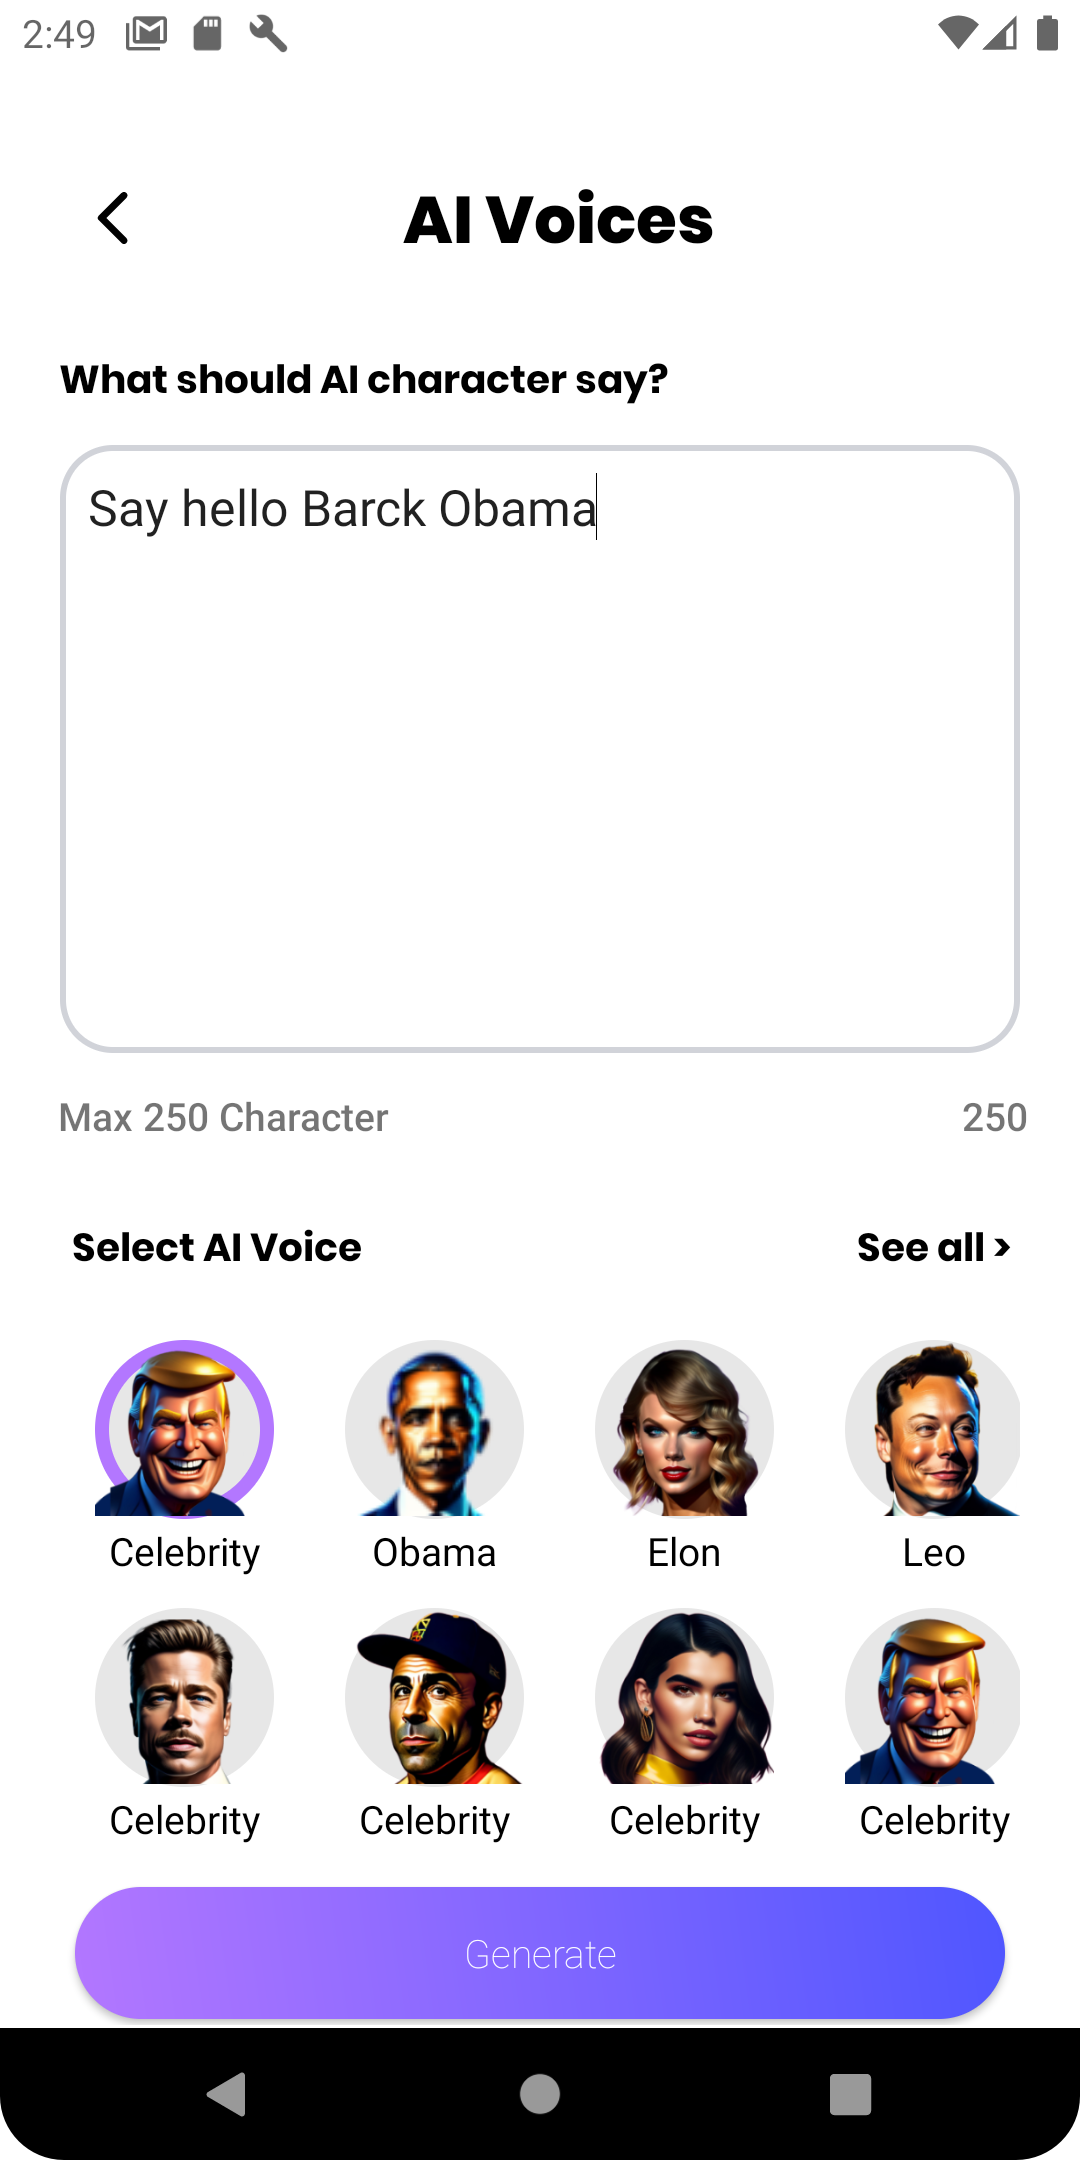 2:49
AI Voices
What should AI character say?
Say hello Barck Obama
Max 250 Character 250
Select AI Voice See all >
Celebrity Obama Elon Leo
Celebrity Celebrity Celebrity Celebrity
Generate